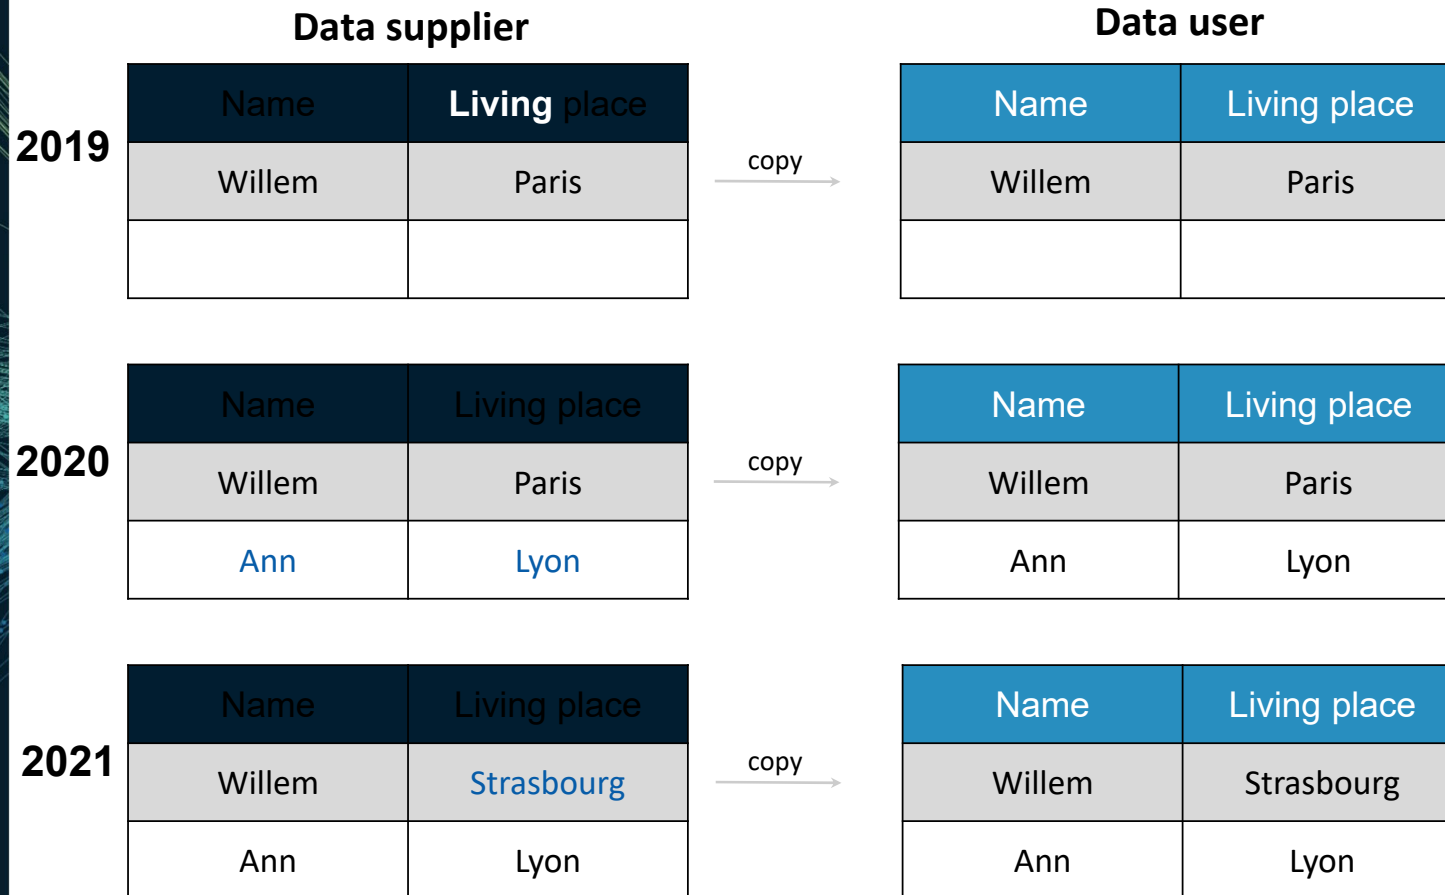 Data supplier Data user
2019
Name Living place copy Name Living place
Willem Paris Willem Paris
2020
Name Living place copy Name Living place
Willem Paris Willem Paris
Ann Lyon Ann Lyon
2021
Name Living place copy Name Living place
Willem Strasbourg Willem Strasbourg
Ann Lyon Ann Lyon